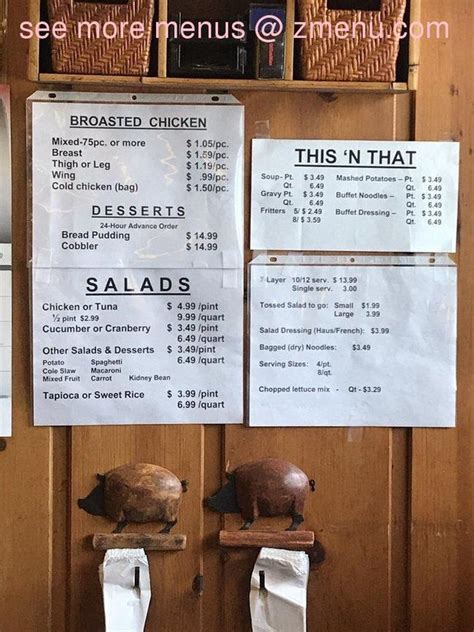 see more menus @ zmenu.com
BROASTED CHICKEN
Mixed-75pc. or more $ 1.05/pc.
Breast $ 1.59/pc.
Thigh or Leg $ 1.19/pc.
Wing $ .99/pc.
Cold chicken (bag) $ 1.50/pc.
DESSERTS
24-Hour Advance Order
Bread Pudding $ 14.99
Cobbler $ 14.99
SALADS
Chicken or Tuna $ 4.99 /pint
½ pint $2.99 9.99 /quart
Cucumber or Cranberry $ 3.49 /pint
6.49 /quart
Other Salads & Desserts $ 3.49/pint
Potato Spaghetti 6.49 /quart
Cole Slaw Macaroni
Mixed Fruit Carrot Kidney Bean
Tapioca or Sweet Rice $ 3.99 /pint
6.99 /quart
THIS 'N THAT
Soup- Pt. $ 3.49 Mashed Potatoes – Pt. $ 3.49
Qt. 6.49 Qt. 6.49
Gravy Pt. $ 3.49 Buffet Noodles – Pt. $ 3.49
Qt. 6.49 Qt. 6.49
Fritters 5/ $ 2.49 Buffet Dressing – Pt. $ 3.49
8/ $ 3.59 Qt. 6.49
7-Layer 10/12 serv. $ 13.99
Single serv. 3.00
Tossed Salad to go: Small $1.99
Large 3.99
Salad Dressing (Haus/French): $3.99
Bagged (dry) Noodles: $3.49
Serving Sizes: 4/pt.
8/qt.
Chopped lettuce mix – Qt - $3.29